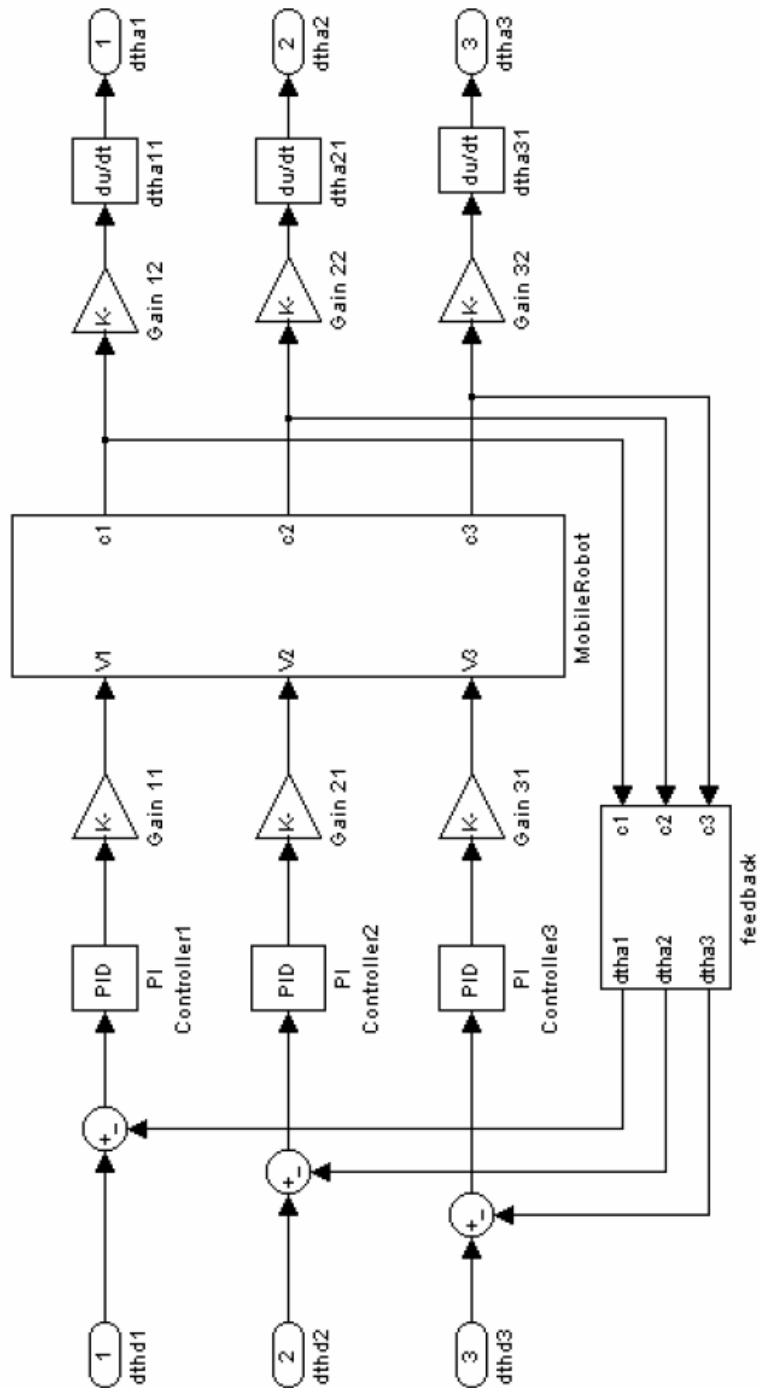 1
dthd1
+
-
PID
PI
Controller1
K-
Gain 11
V1
c1
K-
Gain 12
du/dt
dtha11
1
dtha1
2
dthd2
+
-
PID
PI
Controller2
K-
Gain 21
V2
c2
K-
Gain 22
du/dt
dtha21
2
dtha2
3
dthd3
+
-
PID
PI
Controller3
K-
Gain 31
V3
c3
K-
Gain 32
du/dt
dtha31
3
dtha3
MobileRobot
dtha1
c1
dtha2
c2
dtha3
c3
feedback